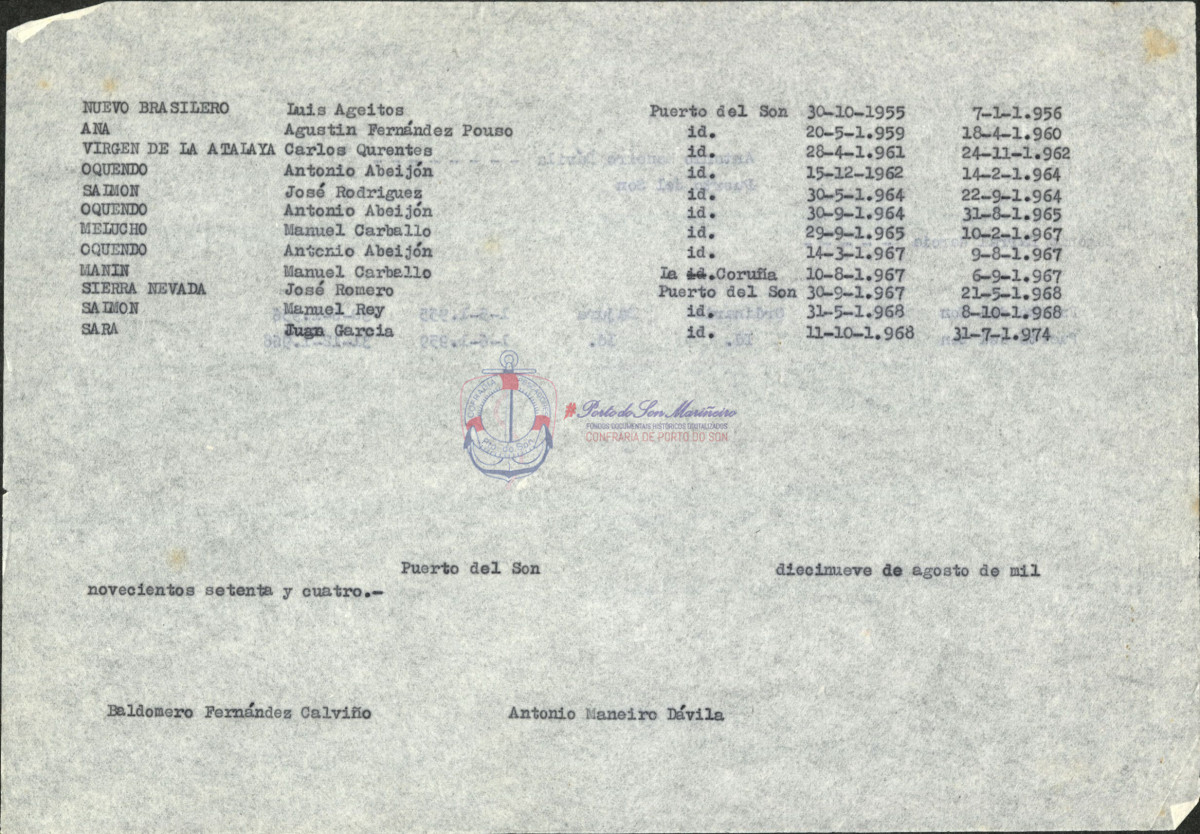 NUEVO BRASILERO Luis Ageitos Puerto del Son 30-10-1955 7-1-1.956
ANA Agustin Fernández Pouso id. 20-5-1.959 18-4-1.960
VIRGEN DE LA ATALAYA Carlos Qurentes id. 28-4-1.961 24-11-1.962
OQUENDO Antonio Abeijón id. 15-12-1962 14-2-1.964
SALMON José Rodriguez id. 30-5-1.964 22-9-1.964
OQUENDO Antonio Abeijón id. 30-9-1.964 31-8-1.965
MELUCHO Manuel Carballo id. 29-9-1.965 10-2-1.967
OQUENDO Antonio Abeijón id. 14-3-1.967 9-8-1.967
MANIN Manuel Carballo La id.Coruña 10-8-1.967 6-9-1.967
SIERRA NEVADA José Romero Puerto del Son 30-9-1.967 21-5-1.968
SALMON Manuel Rey id. 31-5-1.968 8-10-1.968
SARA Juan Garcia id. 11-10-1.968 31-7-1.974
#Porto do Son Mariñeiro
FONDOS DOCUMENTAIS HISTÓRICOS DIXITALIZADOS
CONFRARÍA DE PORTO DO SON
Puerto del Son diecinueve de agosto de mil
novecientos setenta y cuatro.-
Baldomero Fernández Calviño Antonio Maneiro Dávila